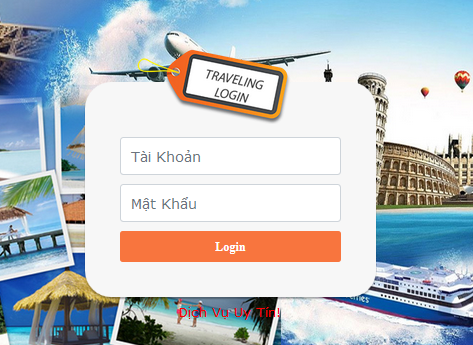 TRAVELING
LOGIN
Tài Khoản
Mật Khẩu
Login
Dịch Vụ Uy Tín!